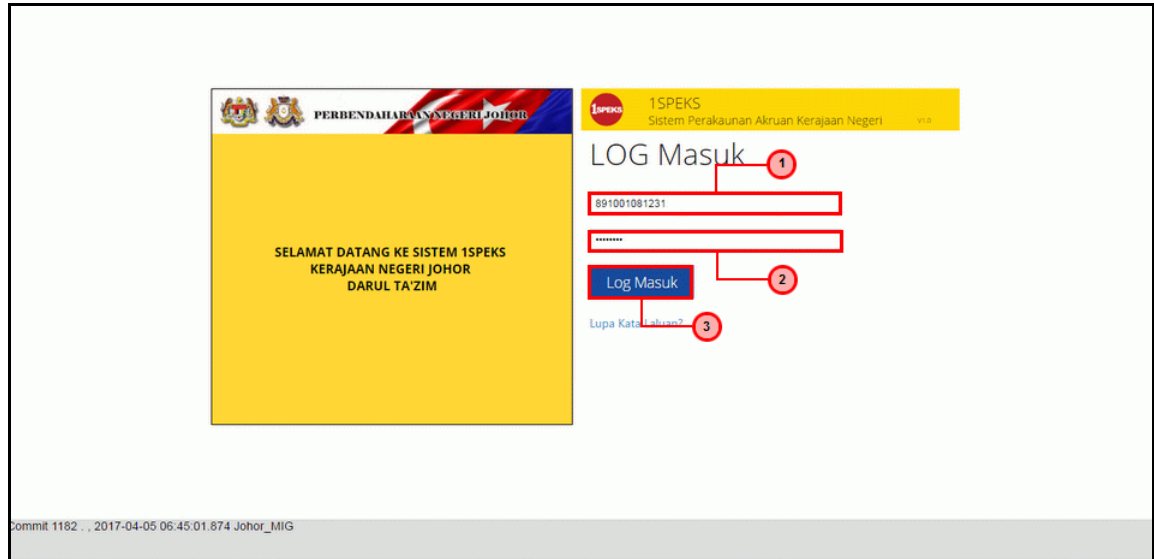 PERBENDAHARAAN NEGERI JOHOR
SELAMAT DATANG KE SISTEM 1SPEKS
KERAJAAN NEGERI JOHOR
DARUL TA'ZIM
1SPEKS
1SPEKS
Sistem Perakaunan Akruan Kerajaan Negeri V1.0
LOG Masuk
1
891001081231
••••••••
2
Log Masuk
Lupa Kata Laluan?
3
Commit 1182 . , 2017-04-05 06:45:01.874 Johor_MIG